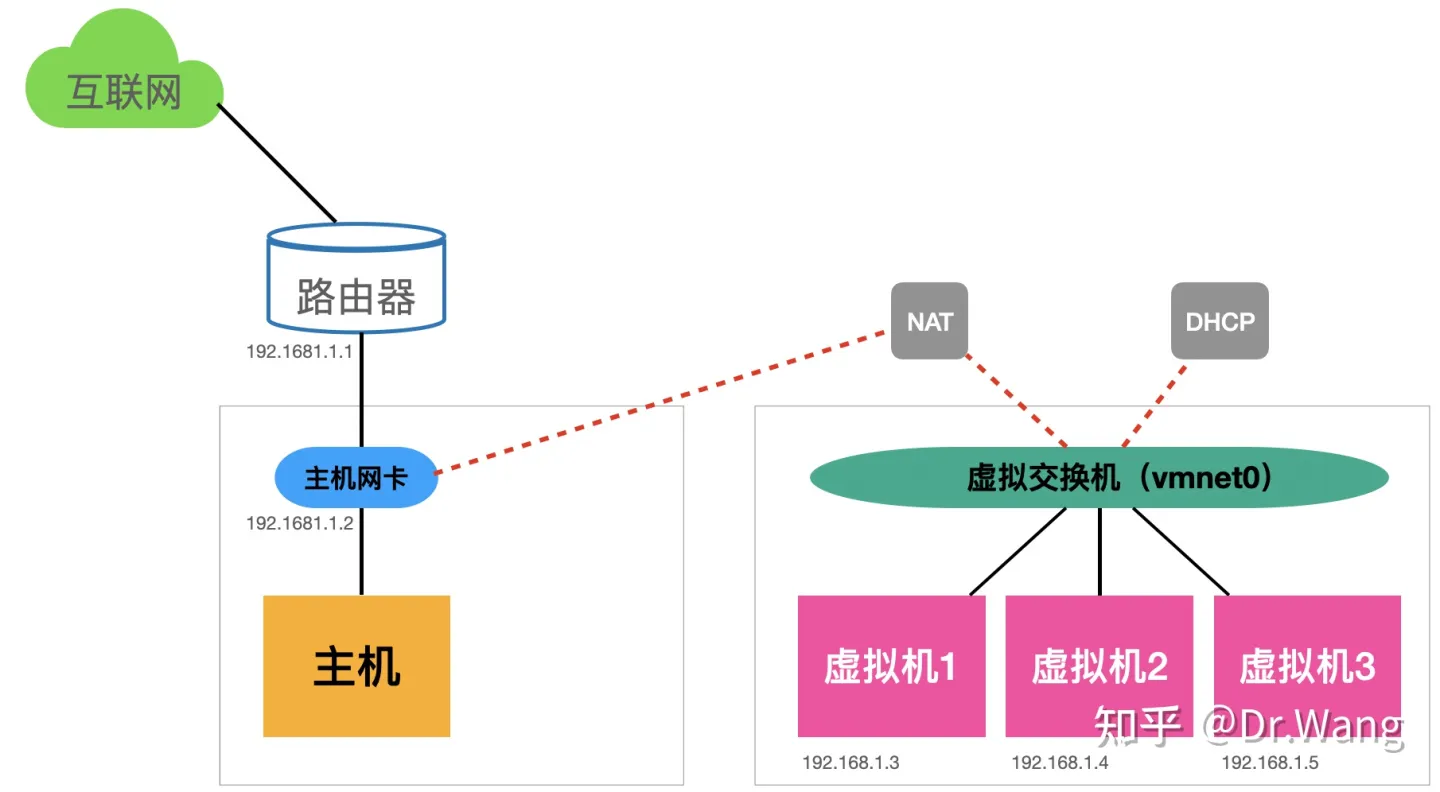 互联网
路由器
192.1681.1.1
NAT
DHCP
主机网卡
192.1681.1.2
虚拟交换机（vmnet0）
主机
虚拟机1
虚拟机2
虚拟机3
知乎 @Dr.Wang
192.168.1.3
192.168.1.4
192.168.1.5